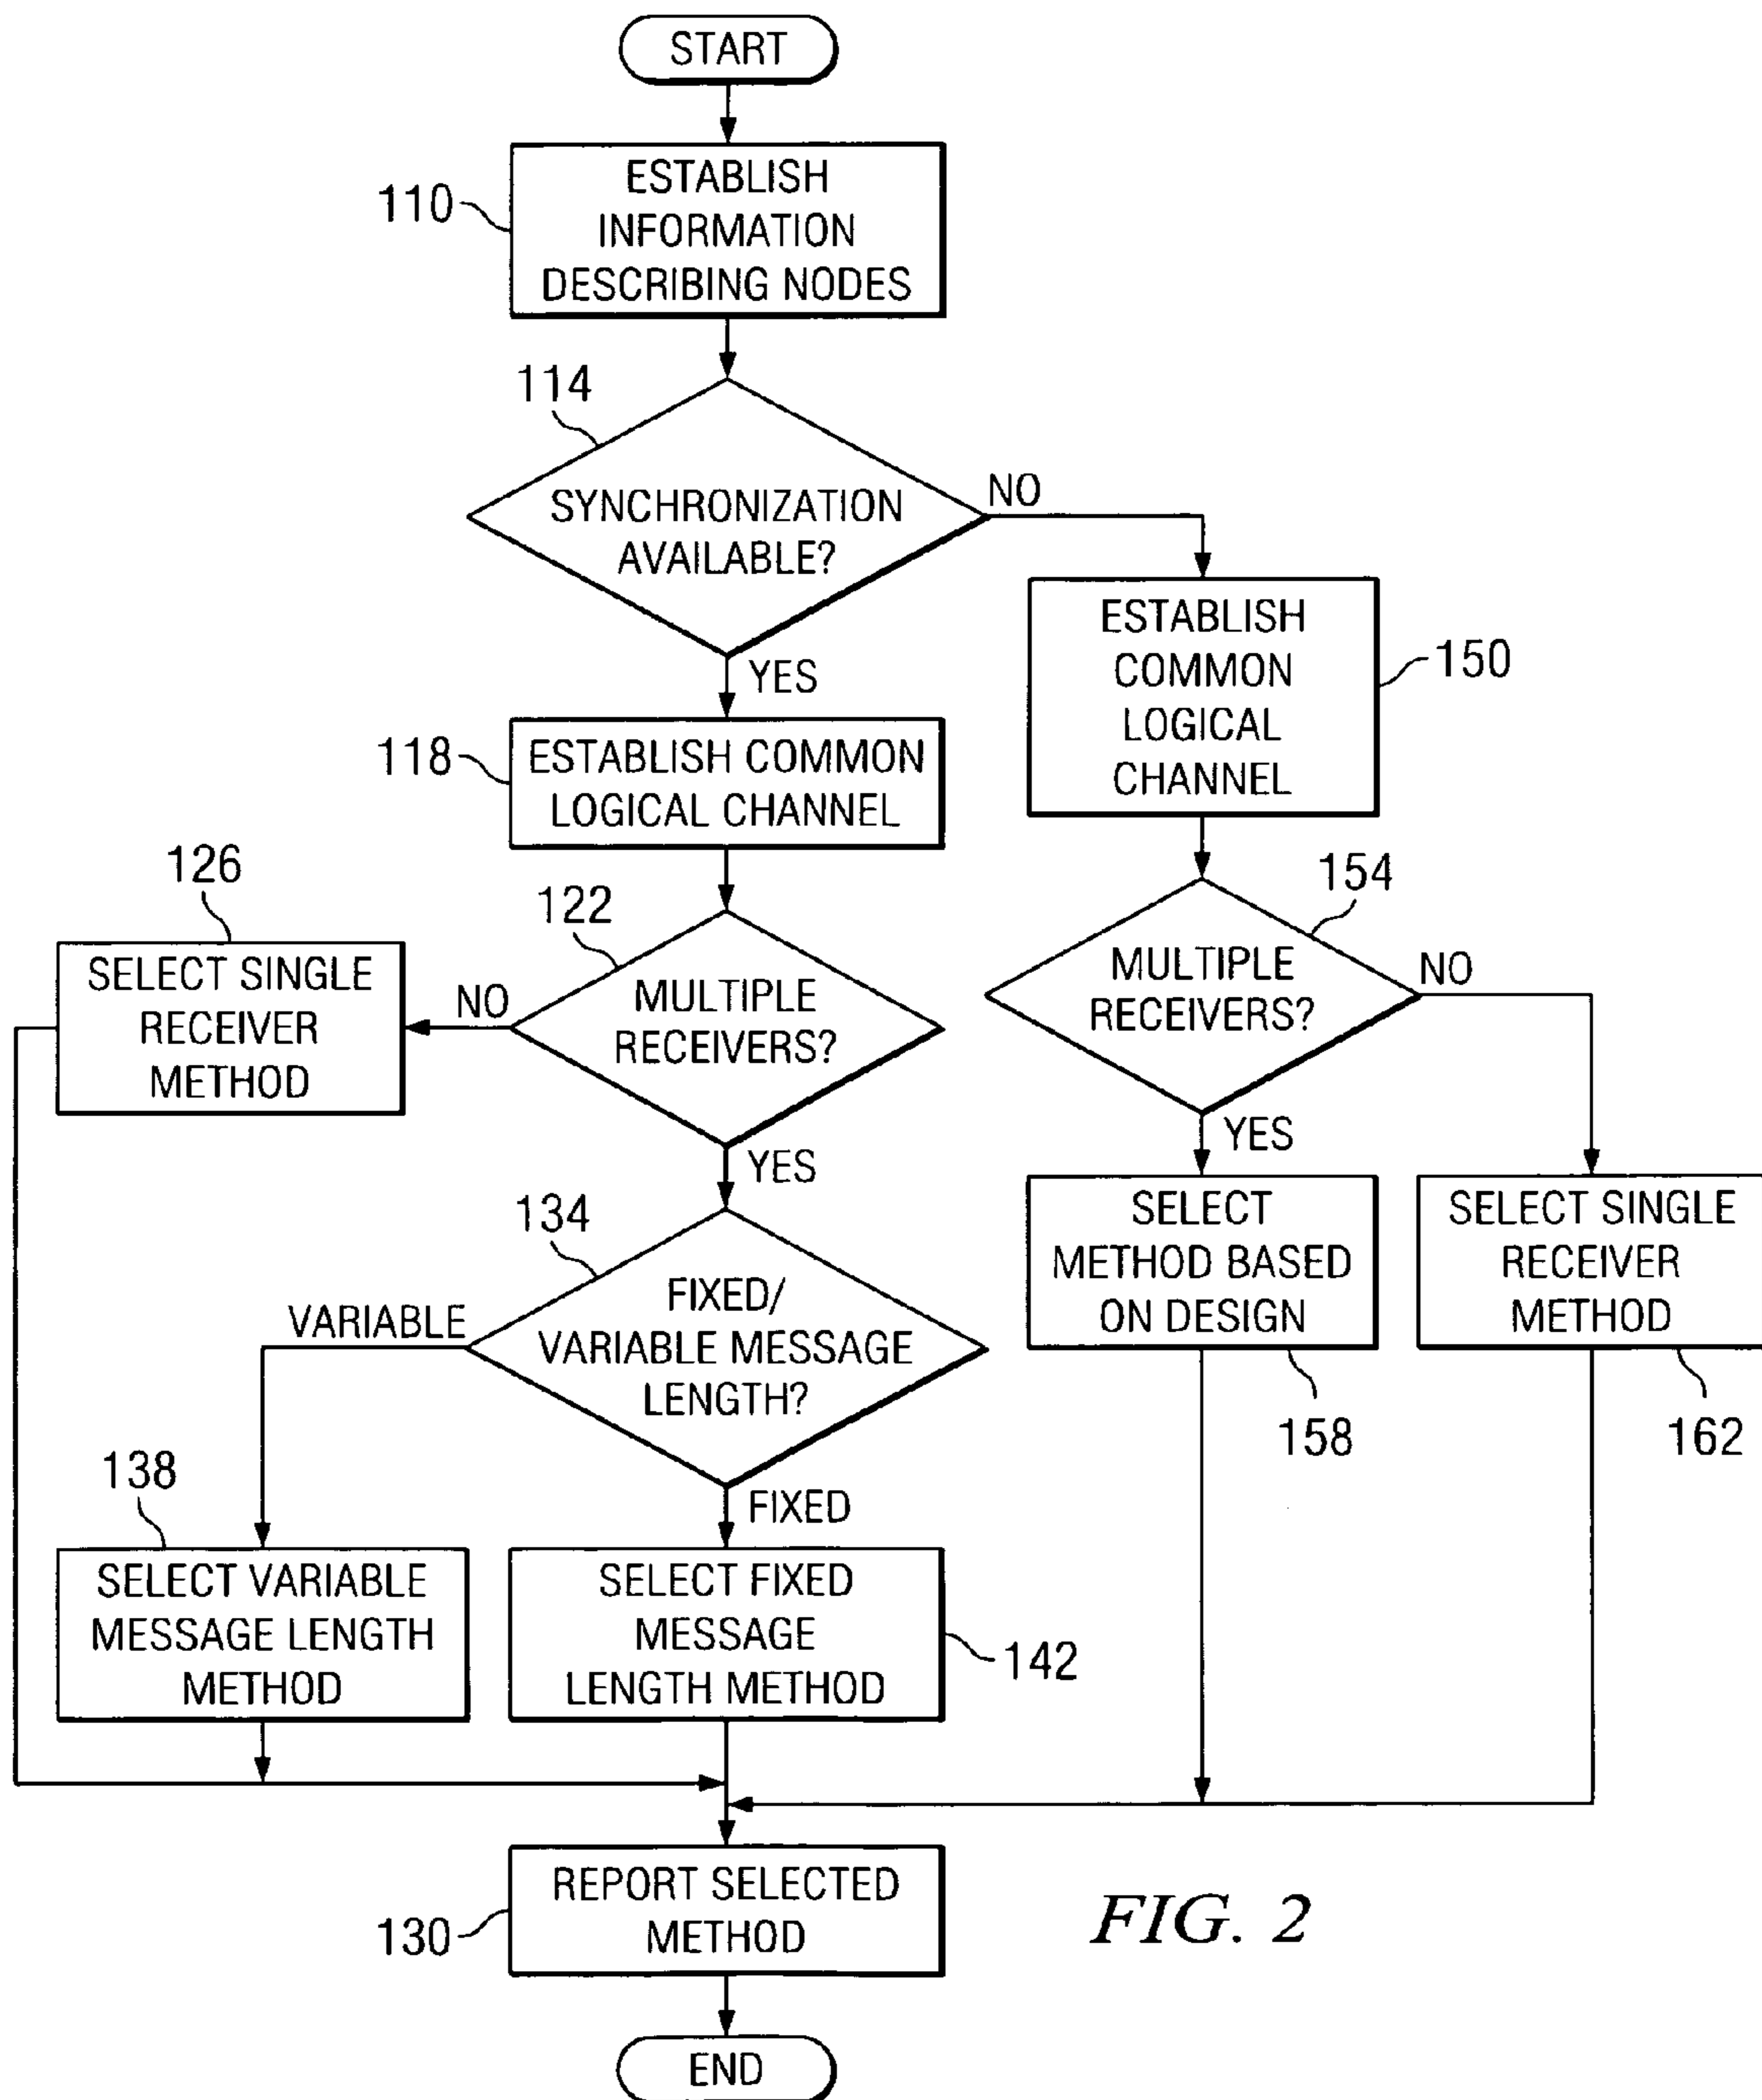 START
110
ESTABLISH
INFORMATION
DESCRIBING NODES
114
SYNCHRONIZATION
AVAILABLE?
NO
YES
ESTABLISH
COMMON
LOGICAL
CHANNEL
150
118
ESTABLISH COMMON
LOGICAL CHANNEL
126
SELECT SINGLE
RECEIVER
METHOD
122
NO
MULTIPLE
RECEIVERS?
YES
154
MULTIPLE
RECEIVERS?
NO
YES
134
FIXED/
VARIABLE MESSAGE
LENGTH?
VARIABLE
FIXED
SELECT
METHOD BASED
ON DESIGN
158
SELECT SINGLE
RECEIVER
METHOD
162
138
SELECT VARIABLE
MESSAGE LENGTH
METHOD
SELECT FIXED
MESSAGE
LENGTH METHOD
142
130
REPORT SELECTED
METHOD
FIG. 2
END